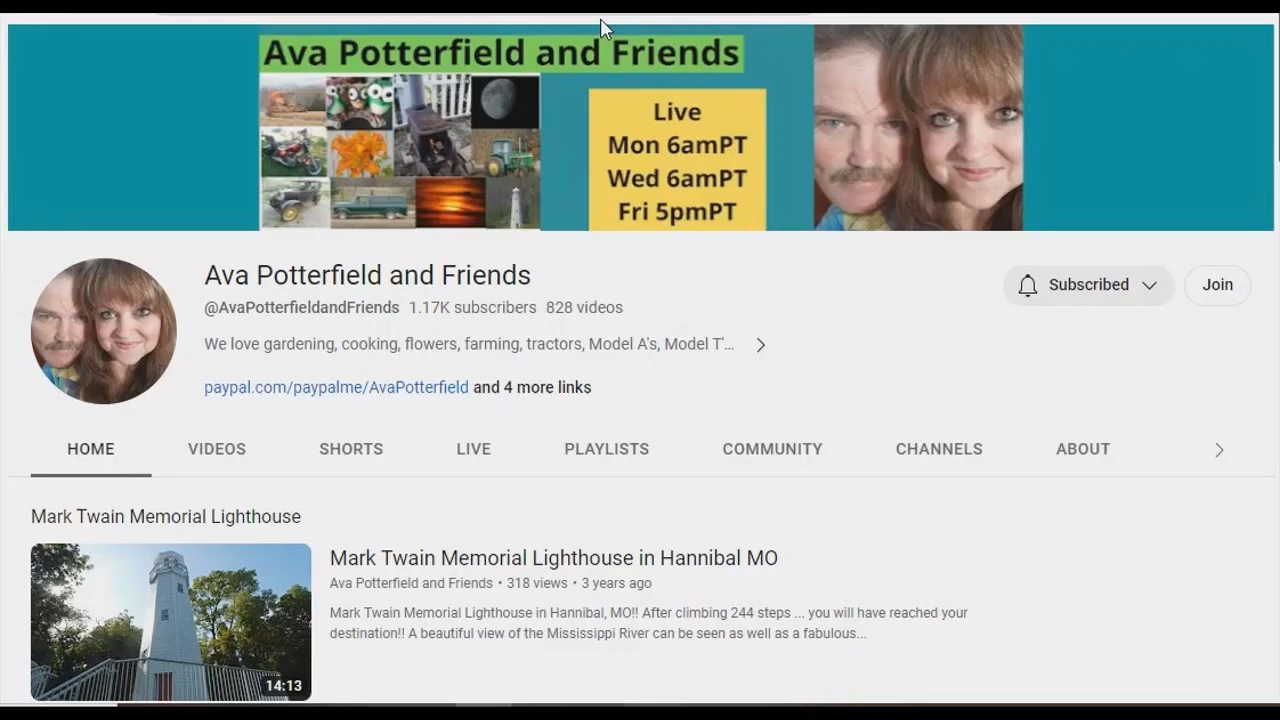 Ava Potterfield and Friends
Live
Mon 6amPT
Wed 6amPT
Fri 5pmPT
Ava Potterfield and Friends
Subscribed
Join
@AvaPotterfieldandFriends 1.17K subscribers 828 videos
We love gardening, cooking, flowers, farming, tractors, Model A's, Model T'...
paypal.com/paypalme/AvaPotterfield and 4 more links
HOME VIDEOS SHORTS LIVE PLAYLISTS COMMUNITY CHANNELS ABOUT
Mark Twain Memorial Lighthouse
Mark Twain Memorial Lighthouse in Hannibal MO
Ava Potterfield and Friends • 318 views • 3 years ago
Mark Twain Memorial Lighthouse in Hannibal, MO!! After climbing 244 steps ... you will have reached your
destination!! A beautiful view of the Mississippi River can be seen as well as a fabulous...
14:13